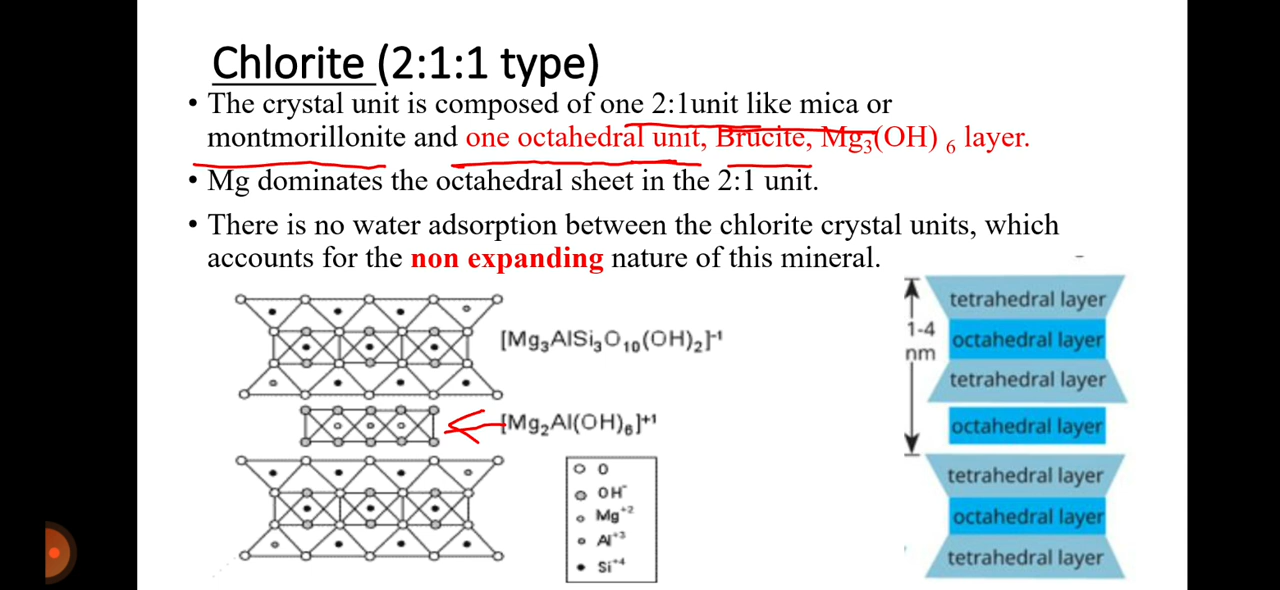 Chlorite (2:1:1 type)
• The crystal unit is composed of one 2:1unit like mica or
montmorillonite and one octahedral unit, Brucite, Mg3(OH) 6 layer.
• Mg dominates the octahedral sheet in the 2:1 unit.
• There is no water adsorption between the chlorite crystal units, which
accounts for the non expanding nature of this mineral.
[Mg3AlSi3O10(OH)2]-1
[Mg2Al(OH)6]+1
O
OH-
Mg+2
Al+3
Si+4
1-4
nm
tetrahedral layer
octahedral layer
tetrahedral layer
octahedral layer
tetrahedral layer
octahedral layer
tetrahedral layer